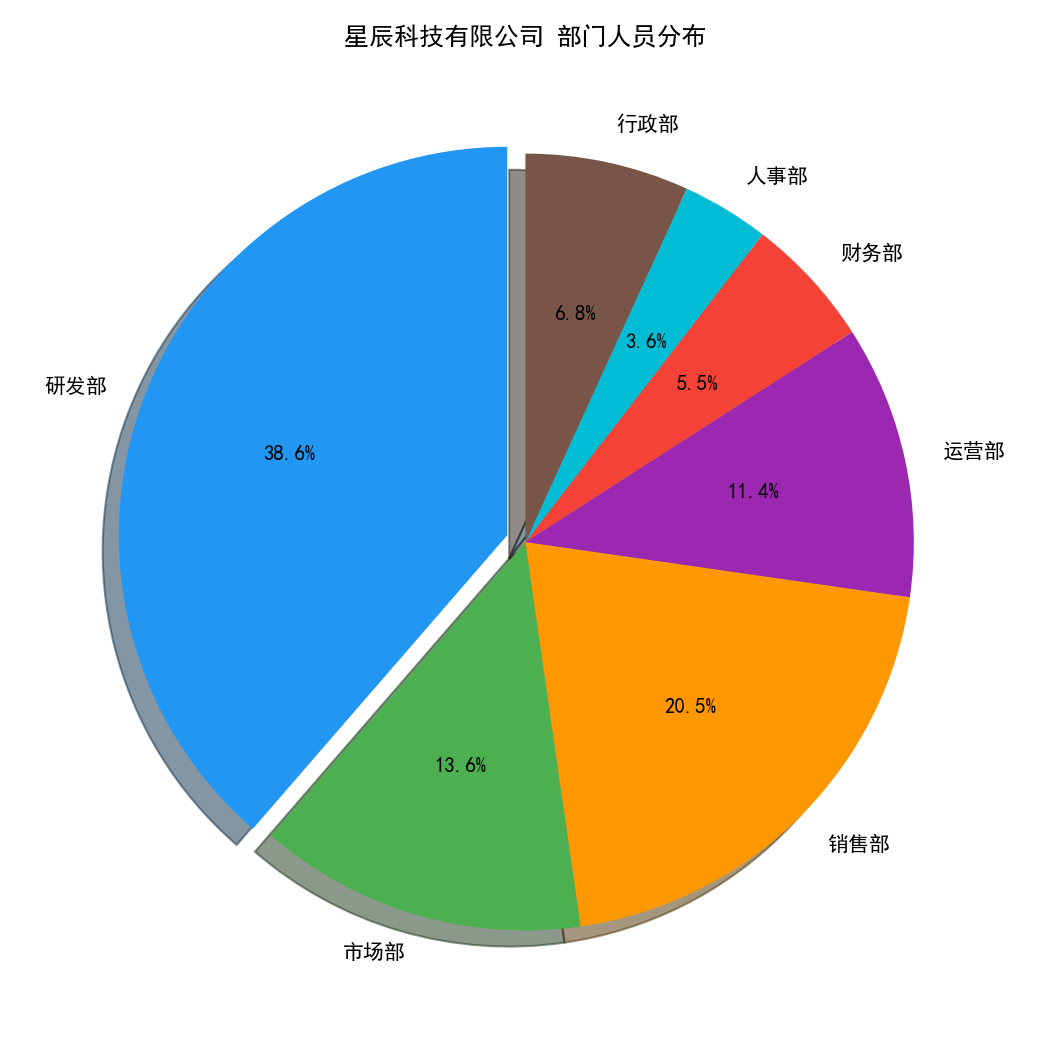 星辰科技有限公司 部门人员分布
行政部
人事部
财务部
6.8%
3.6%
5.5%
研发部
38.6%
运营部
11.4%
20.5%
13.6%
销售部
市场部